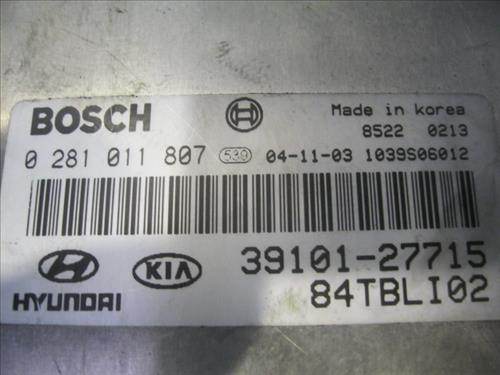 BOSCH Made in Korea
8522 0213
0 281 011 807 539 04-11-03 1039S06012
HYUNDAI KIA 39101-27715
84TBLI02